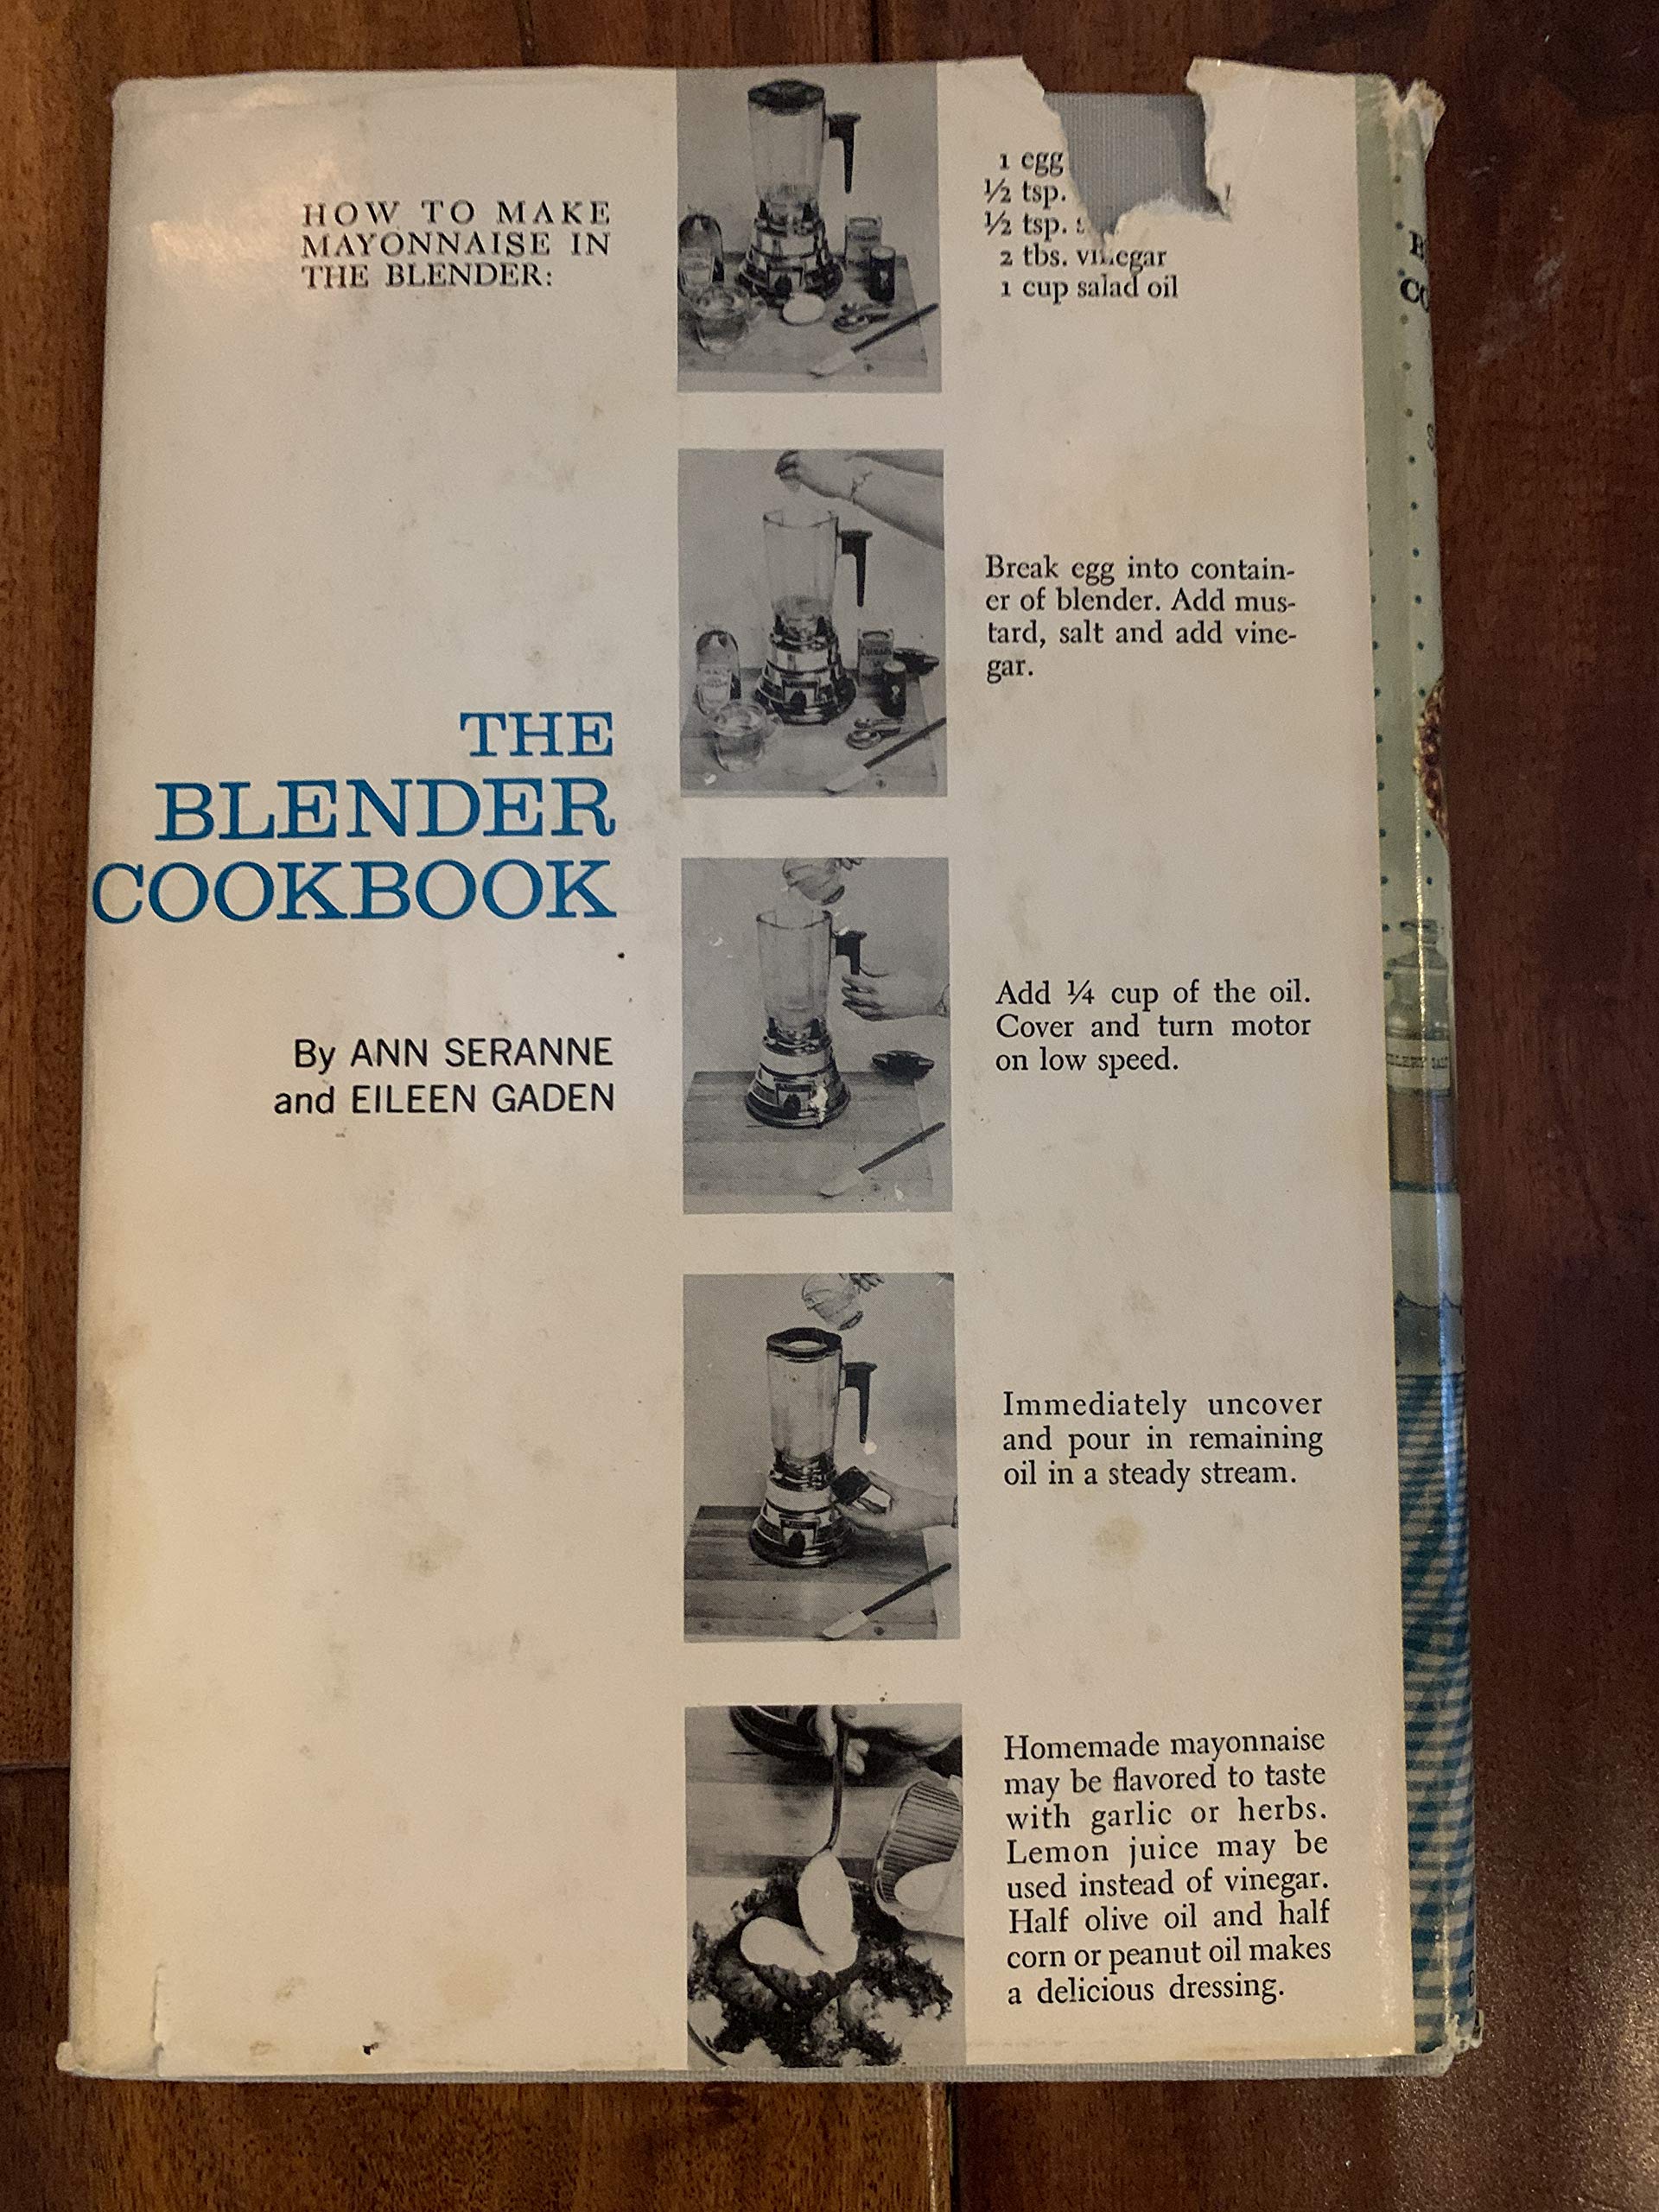 HOW TO MAKE
MAYONNAISE IN
THE BLENDER:
1 egg
½ tsp.
½ tsp.
2 tbs. vinegar
1 cup salad oil
Break egg into contain-
er of blender. Add mus-
tard, salt and add vine-
gar.
THE
BLENDER
COOKBOOK
By ANN SERANNE
and EILEEN GADEN
Add ¼ cup of the oil.
Cover and turn motor
on low speed.
Immediately uncover
and pour in remaining
oil in a steady stream.
Homemade mayonnaise
may be flavored to taste
with garlic or herbs.
Lemon juice may be
used instead of vinegar.
Half olive oil and half
corn or peanut oil makes
a delicious dressing.